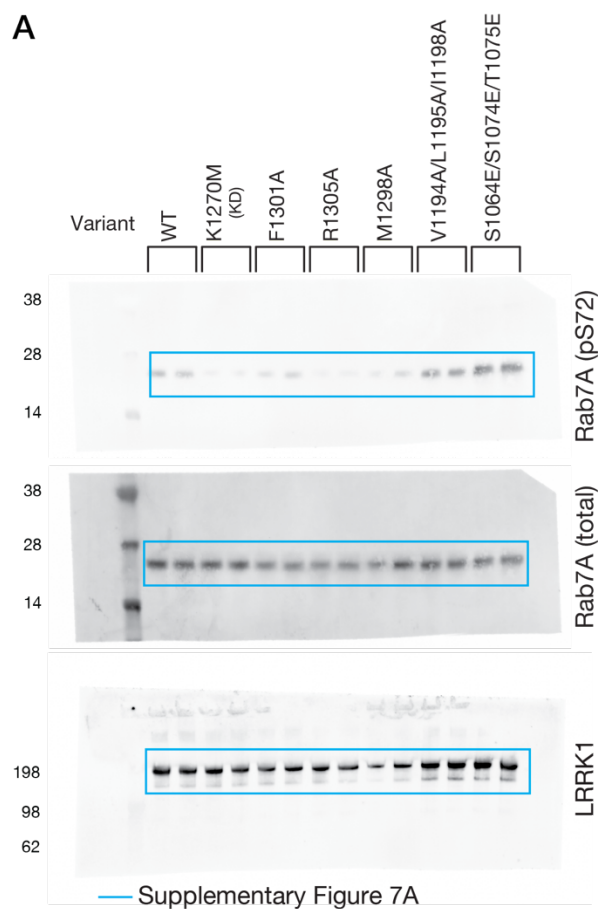 A
Variant
WT
K1270M
(KD)
F1301A
R1305A
M1298A
V1194A/L1195A/I1198A
S1064E/S1074E/T1075E
38
28
14
Rab7A (pS72)
38
28
14
Rab7A (total)
198
98
62
LRRK1
Supplementary Figure 7A